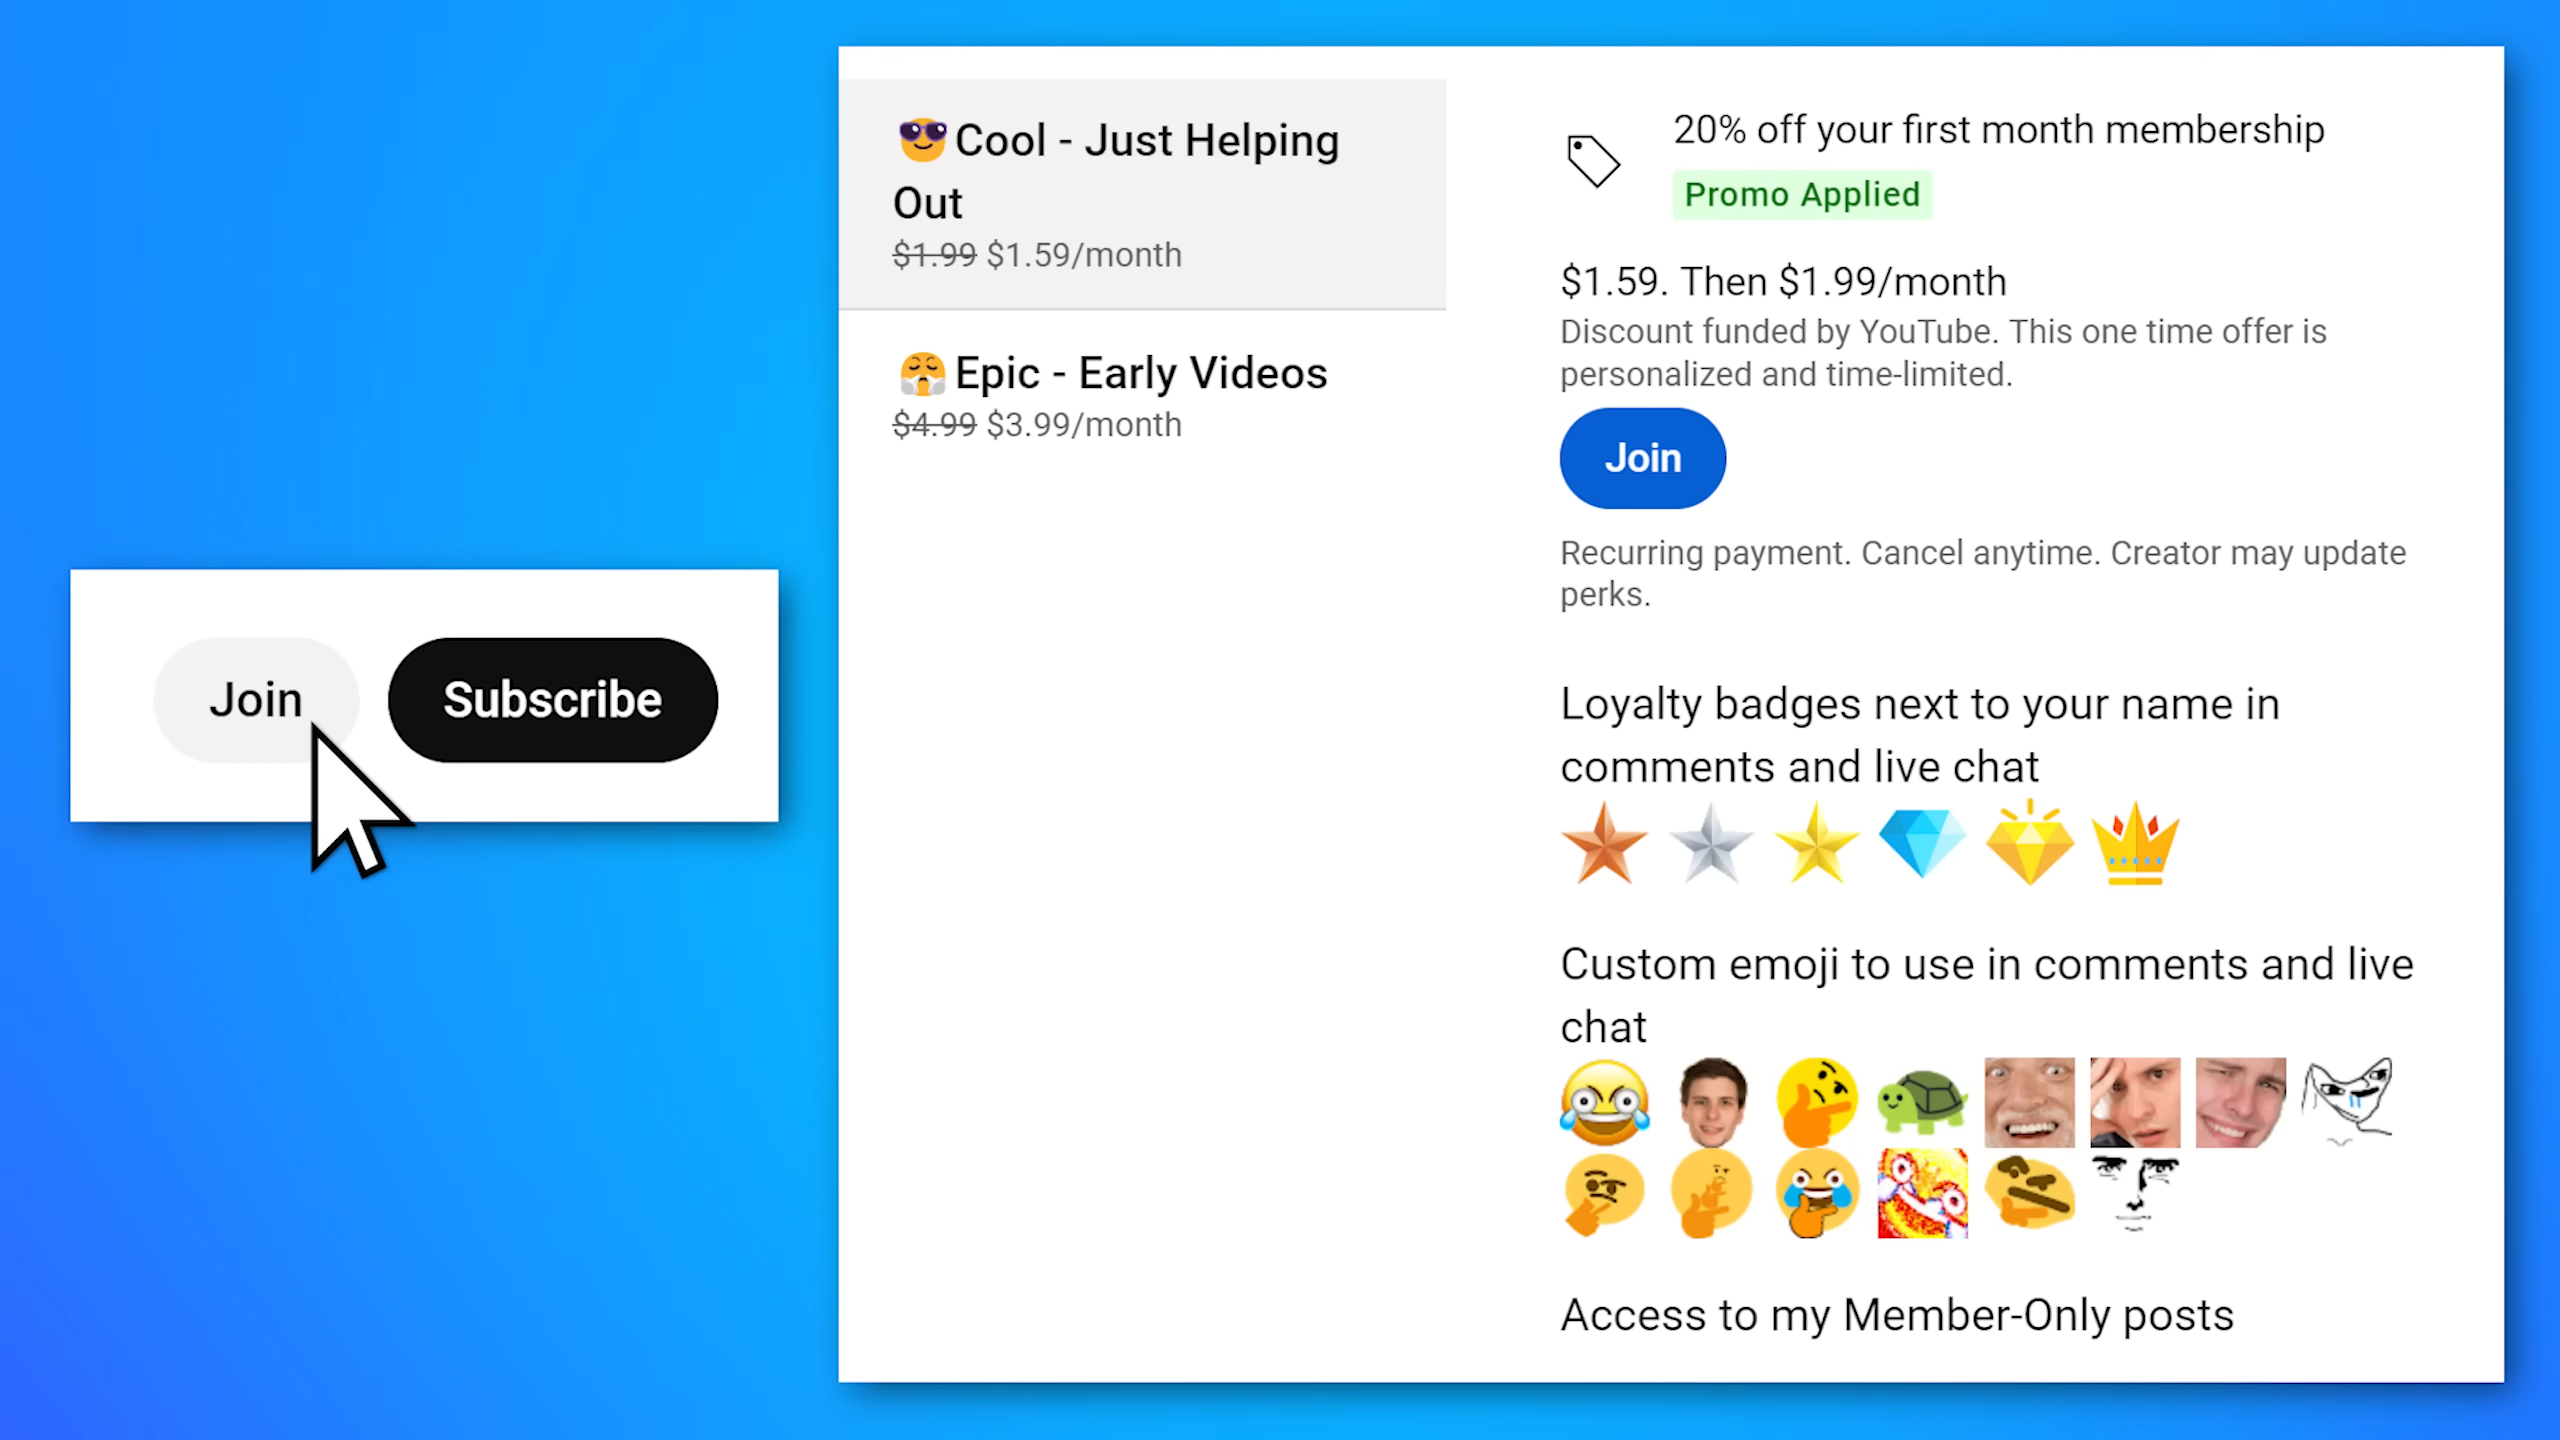 Join
Subscribe
Cool - Just Helping
Out
$1.99 $1.59/month
Epic - Early Videos
$4.99 $3.99/month
20% off your first month membership
Promo Applied
$1.59. Then $1.99/month
Discount funded by YouTube. This one time offer is
personalized and time-limited.
Join
Recurring payment. Cancel anytime. Creator may update
perks.
Loyalty badges next to your name in
comments and live chat
Custom emoji to use in comments and live
chat
Access to my Member-Only posts